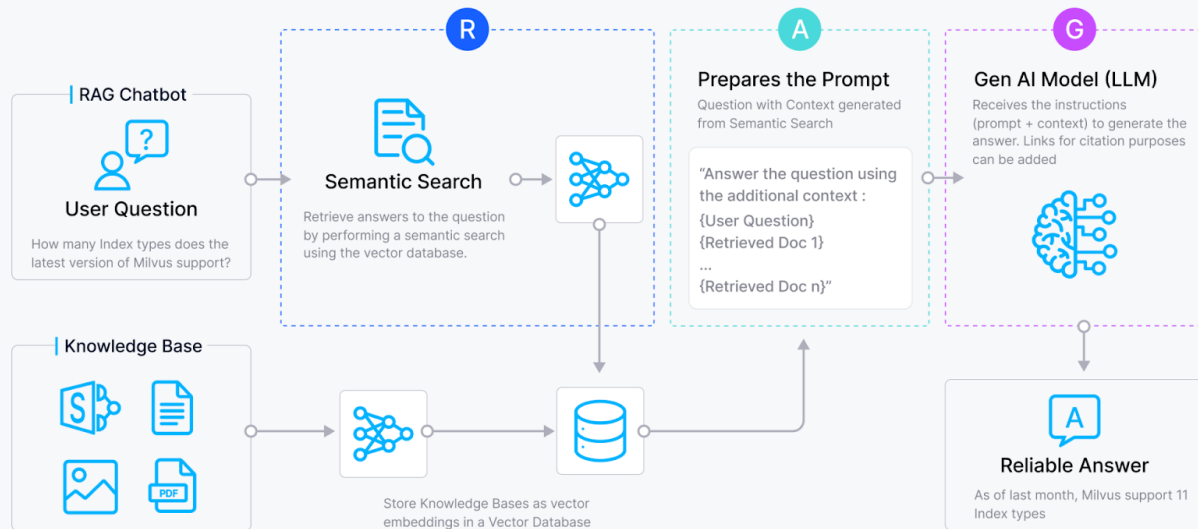 R
A
G
RAG Chatbot
?
User Question
How many Index types does the
latest version of Milvus support?
Semantic Search
Retrieve answers to the question
by performing a semantic search
using the vector database.
Prepares the Prompt
Question with Context generated
from Semantic Search
“Answer the question using
the additional context :
{User Question}
{Retrieved Doc 1}
...
{Retrieved Doc n}”
Gen AI Model (LLM)
Receives the instructions
(prompt + context) to generate the
answer. Links for citation purposes
can be added
Knowledge Base
S
PDF
Store Knowledge Bases as vector
embeddings in a Vector Database
A
Reliable Answer
As of last month, Milvus support 11
Index types